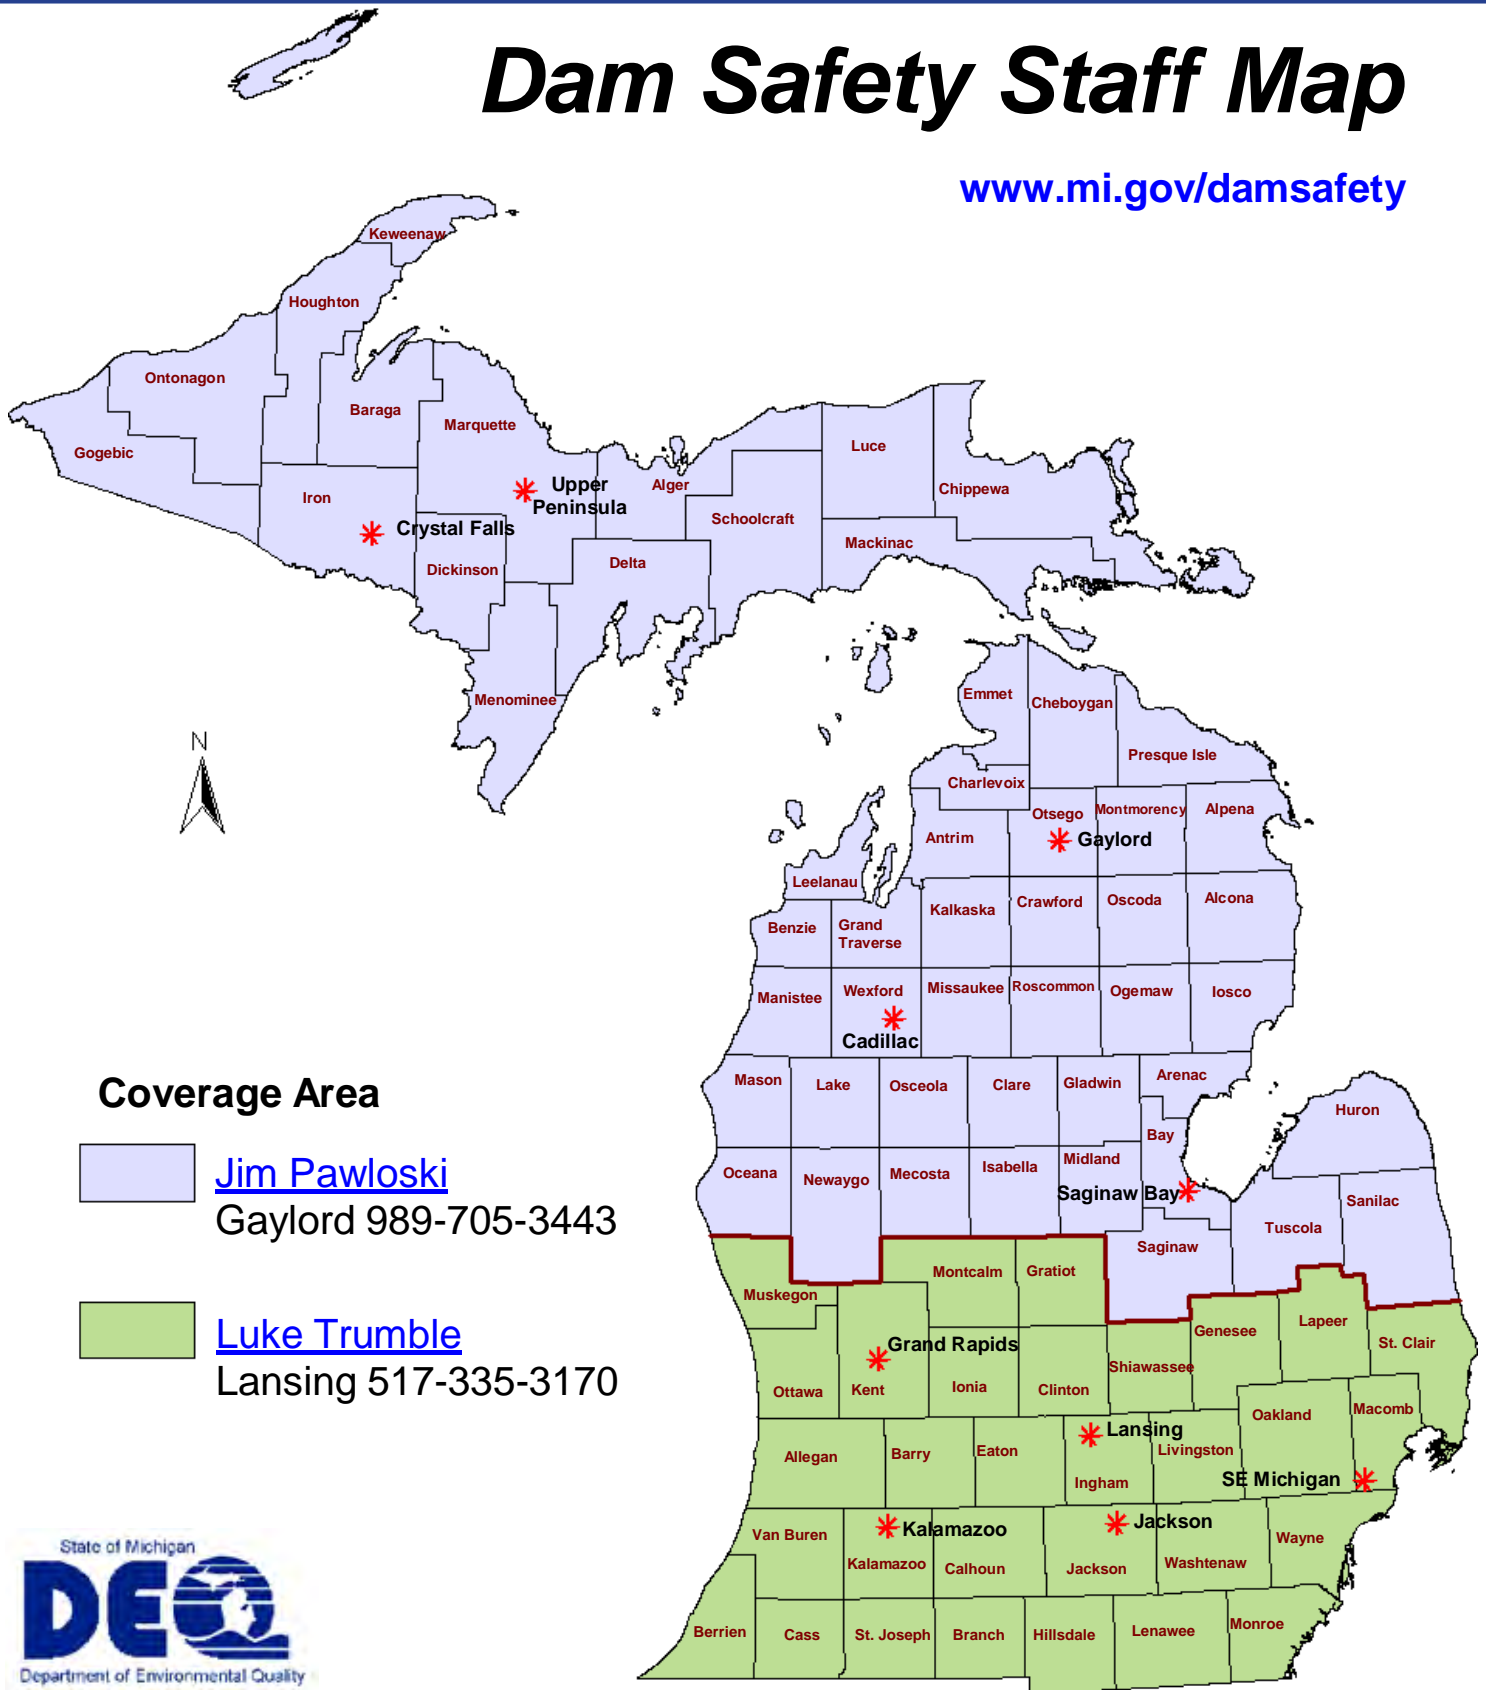 Dam Safety Staff Map
www.mi.gov/damsafety
Keweenaw
Houghton
Ontonagon
Baraga
Marquette
Gogebic
Luce
Iron
Upper
Peninsula
Alger
Chippewa
Crystal Falls
Schoolcraft
Mackinac
Dickinson
Delta
Menominee
Emmet
Cheboygan
Presque Isle
N
Charlevoix
Otsego
Montmorency
Alpena
Antrim
Gaylord
Leelanau
Benzie
Grand
Traverse
Kalkaska
Crawford
Oscoda
Alcona
Manistee
Wexford
Missaukee
Roscommon
Ogemaw
Iosco
Cadillac
Mason
Lake
Osceola
Clare
Gladwin
Arenac
Huron
Bay
Oceana
Newaygo
Mecosta
Isabella
Midland
Saginaw Bay
Sanilac
Tuscola
Saginaw
Coverage Area
Jim Pawloski
Gaylord 989-705-3443
Luke Trumble
Lansing 517-335-3170
Montcalm
Gratiot
Muskegon
Genesee
Lapeer
St. Clair
Grand Rapids
Shiawassee
Ottawa
Kent
Ionia
Clinton
Oakland
Macomb
Lansing
Allegan
Barry
Eaton
Livingston
Ingham
SE Michigan
Van Buren
Kalamazoo
Jackson
Wayne
Kalamazoo
Calhoun
Jackson
Washtenaw
Berrien
Cass
St. Joseph
Branch
Hillsdale
Lenawee
Monroe
State of Michigan
DEQ
Department of Environmental Quality